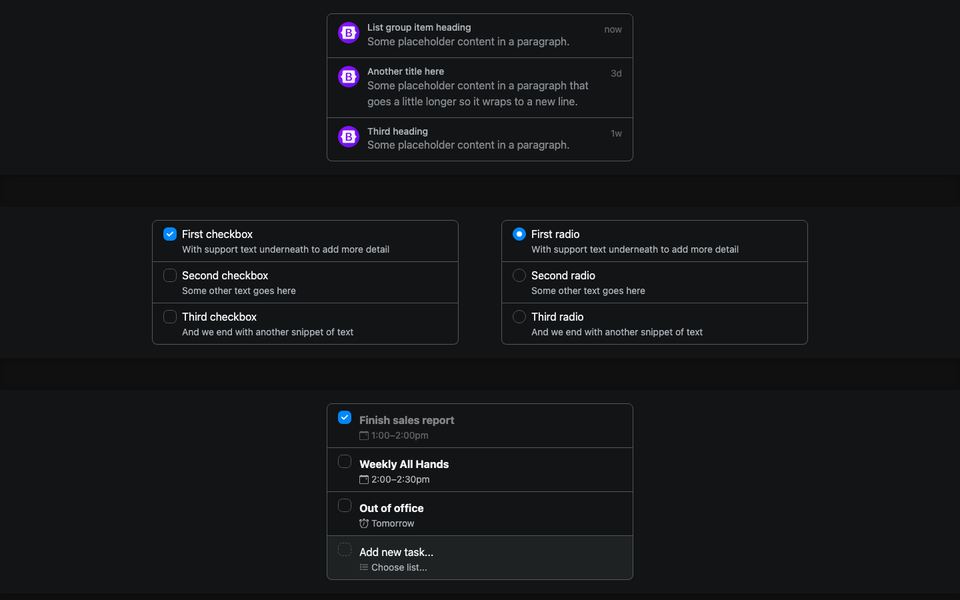 List group item heading
now
Some placeholder content in a paragraph.
Another title here
3d
Some placeholder content in a paragraph that
goes a little longer so it wraps to a new line.
Third heading
1w
Some placeholder content in a paragraph.
First checkbox
With support text underneath to add more detail
Second checkbox
Some other text goes here
Third checkbox
And we end with another snippet of text
First radio
With support text underneath to add more detail
Second radio
Some other text goes here
Third radio
And we end with another snippet of text
Finish sales report
1:00–2:00pm
Weekly All Hands
2:00–2:30pm
Out of office
Tomorrow
Add new task...
Choose list...